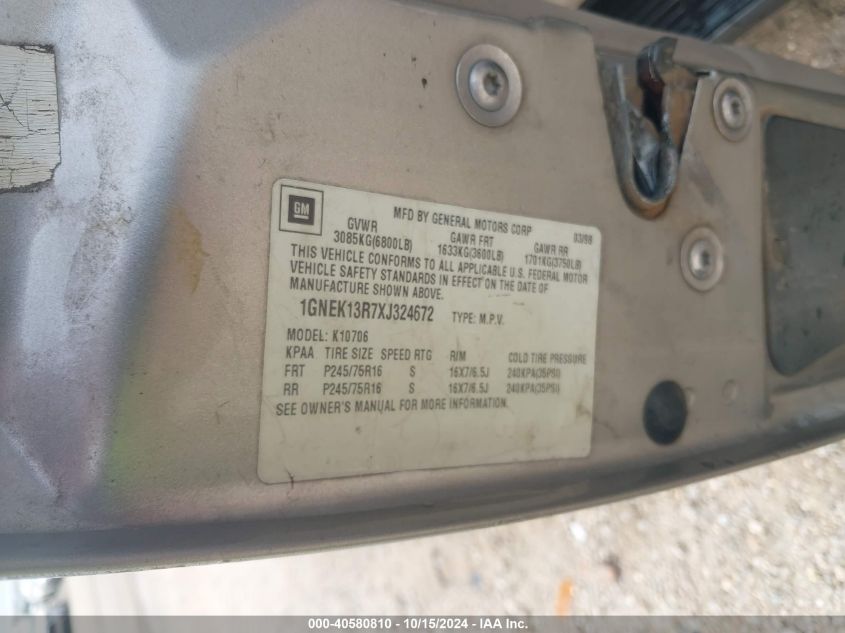 GM
MFD BY GENERAL MOTORS CORP 03/98
GVWR GAWR FRT GAWR RR
3085KG(6800LB) 1633KG(3600LB) 1701KG(3750LB)
THIS VEHICLE CONFORMS TO ALL APPLICABLE U.S. FEDERAL MOTOR
VEHICLE SAFETY STANDARDS IN EFFECT ON THE DATE OF
MANUFACTURE SHOWN ABOVE.
1GNEK13R7XJ324672 TYPE: M.P.V.
MODEL: K10706
KPAA TIRE SIZE SPEED RTG R/M COLD TIRE PRESSURE
FRT P245/75R16 S 16X7/6.5J 240KPA(35PSI)
RR P245/75R16 S 16X7/6.5J 240KPA(35PSI)
SEE OWNER'S MANUAL FOR MORE INFORMATION.
000-40580810 - 10/15/2024 - IAA Inc.